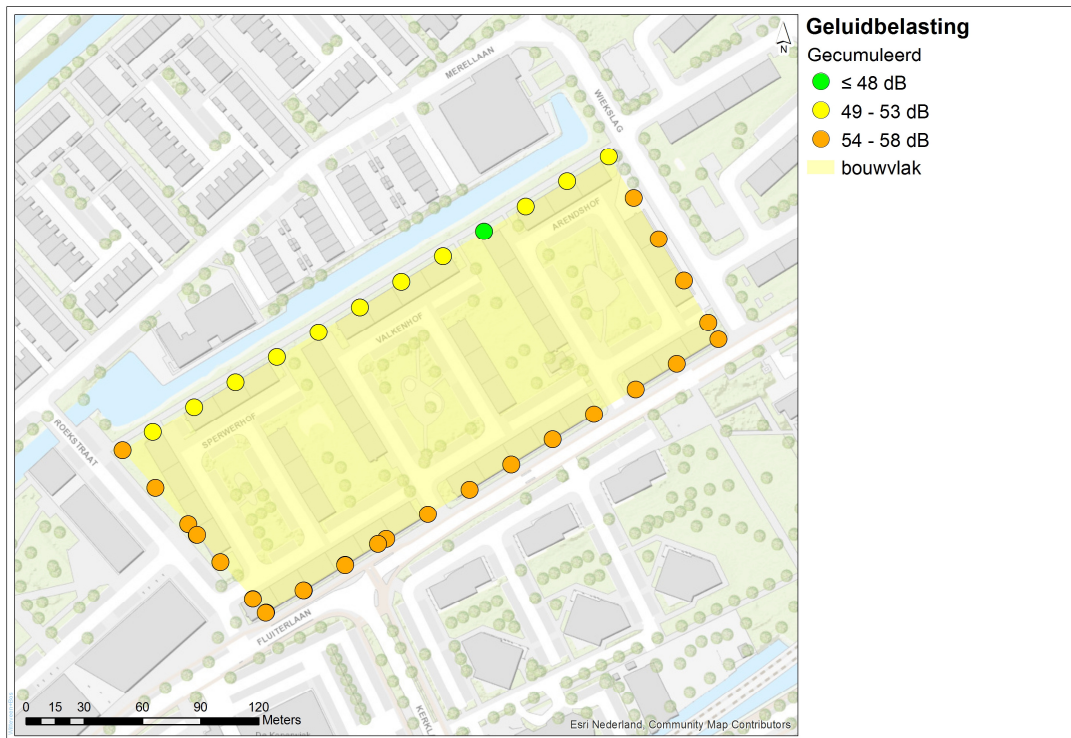 Geluidbelasting
Gecumuleerd
≤ 48 dB
49 - 53 dB
54 - 58 dB
bouwvlak
N
MERELLAAN
WIEKSLAG
ARENDSHOF
VALKENHOF
SPERWERHOF
ROEKSTRAAT
FLUITERLAAN
KERKL
0 15 30 60 90 120
Meters
Esri Nederland, Community Map Contributors